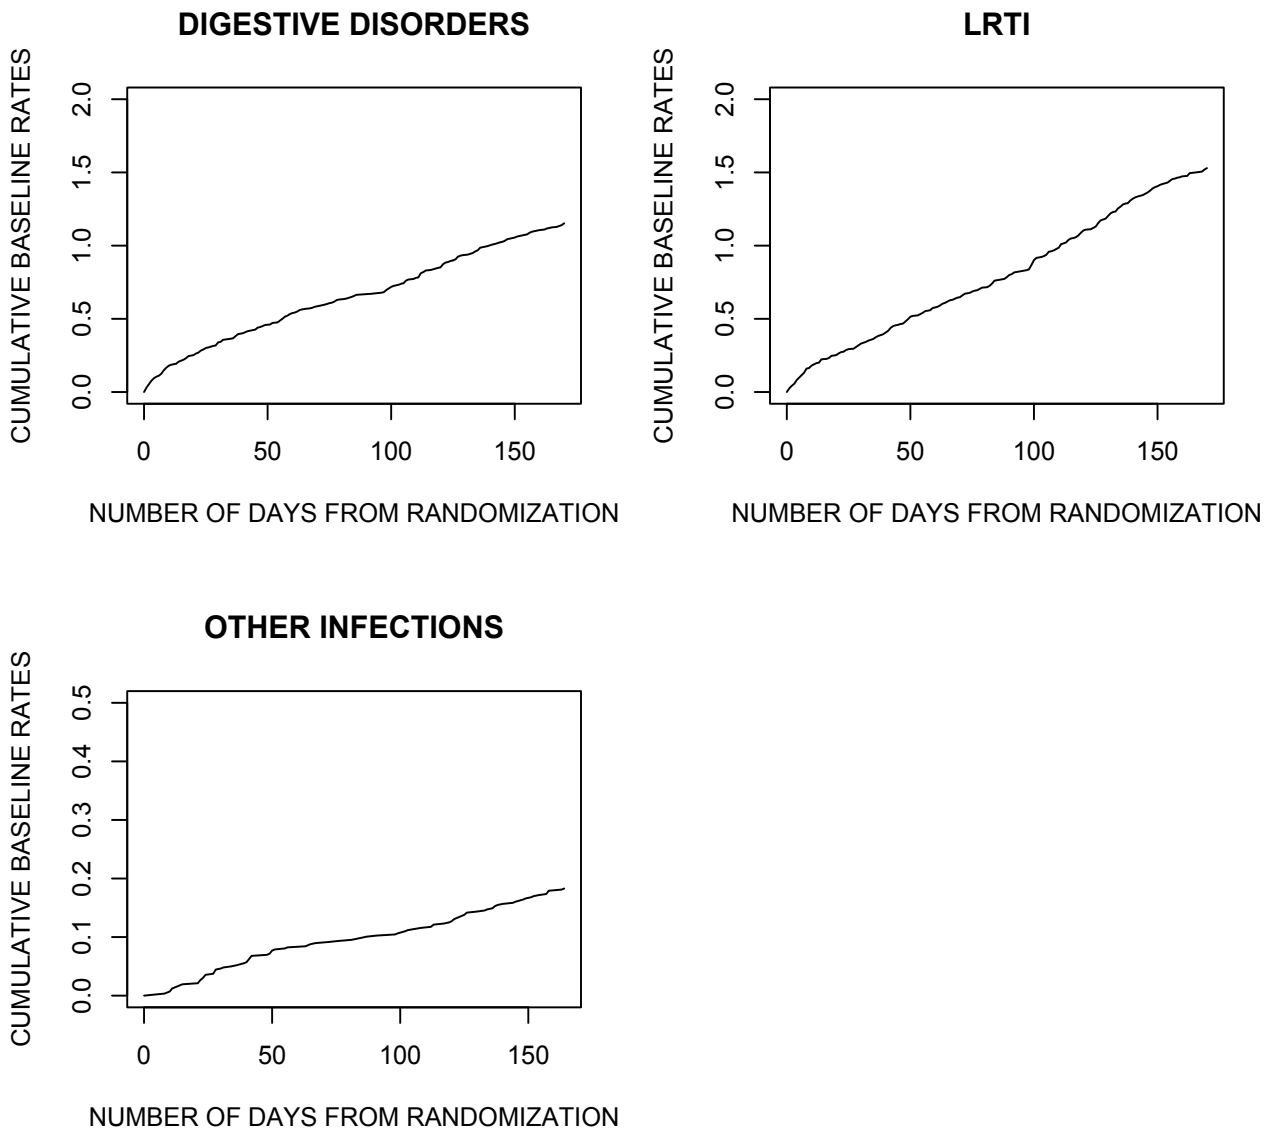 DIGESTIVE DISORDERS
CUMULATIVE BASELINE RATES
2.0
1.5
1.0
0.5
0.0
0 50 100 150
NUMBER OF DAYS FROM RANDOMIZATION
LRTI
CUMULATIVE BASELINE RATES
2.0
1.5
1.0
0.5
0.0
0 50 100 150
NUMBER OF DAYS FROM RANDOMIZATION
OTHER INFECTIONS
CUMULATIVE BASELINE RATES
0.5
0.4
0.3
0.2
0.1
0.0
0 50 100 150
NUMBER OF DAYS FROM RANDOMIZATION